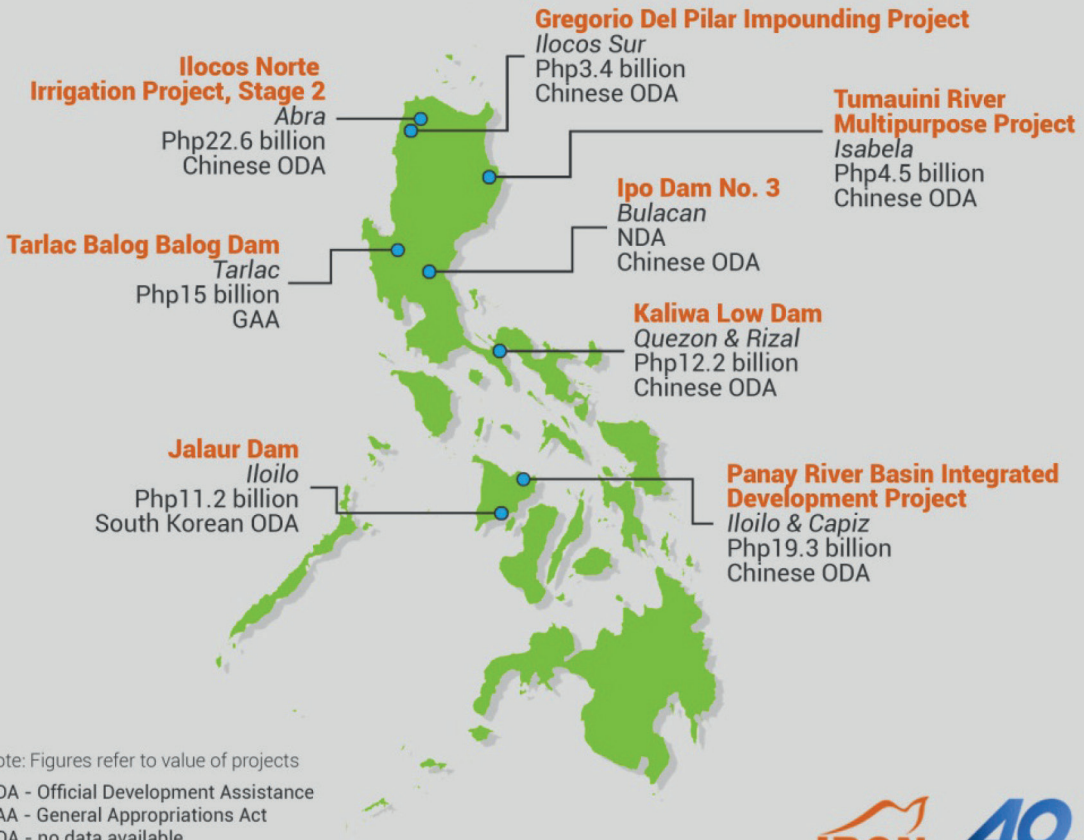 Gregorio Del Pilar Impounding Project
Ilocos Sur
Php3.4 billion
Chinese ODA
Ilocos Norte
Irrigation Project, Stage 2
Abra
Php22.6 billion
Chinese ODA
Tumauini River
Multipurpose Project
Isabela
Php4.5 billion
Chinese ODA
Ipo Dam No. 3
Bulacan
NDA
Chinese ODA
Tarlac Balog Balog Dam
Tarlac
Php15 billion
GAA
Kaliwa Low Dam
Quezon & Rizal
Php12.2 billion
Chinese ODA
Jalaur Dam
Iloilo
Php11.2 billion
South Korean ODA
Panay River Basin Integrated
Development Project
Iloilo & Capiz
Php19.3 billion
Chinese ODA
ote: Figures refer to value of projects
DA - Official Development Assistance
AA - General Appropriations Act
DA - no data available